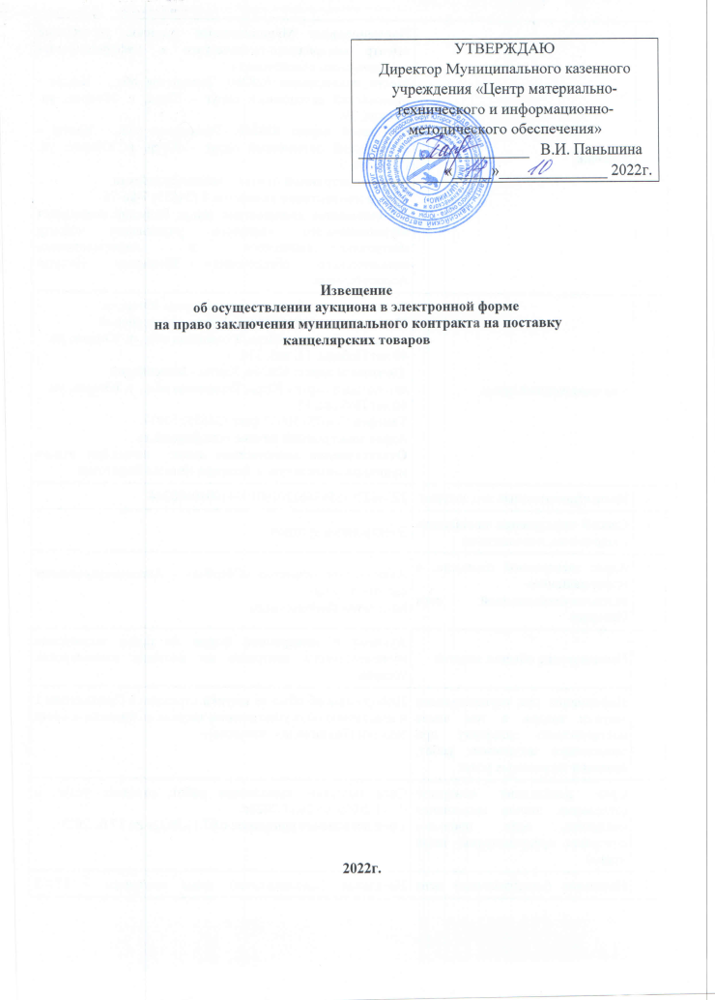 УТВЕРЖДАЮ
Директор Муниципального казенного
учреждения «Центр материально-
технического и информационно-
методического обеспечения»
В.И. Паньшина
«14» 10 2022г.
Извещение
об осуществлении аукциона в электронной форме
на право заключения муниципального контракта на поставку
канцелярских товаров
2022г.